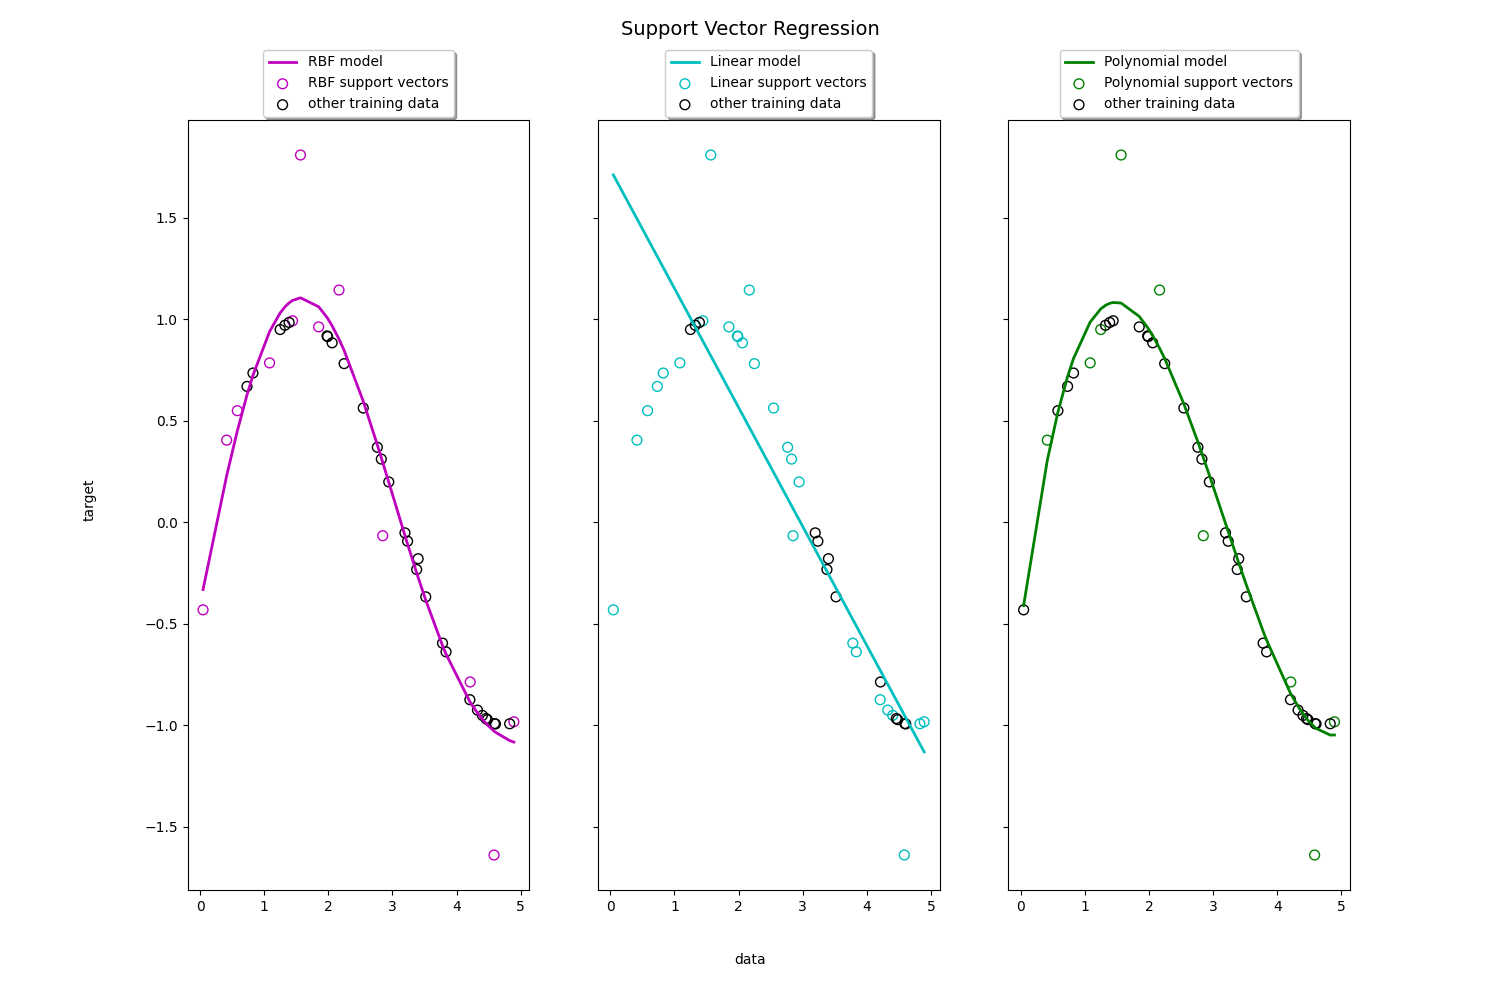 Support Vector Regression
RBF model
RBF support vectors
other training data
Linear model
Linear support vectors
other training data
Polynomial model
Polynomial support vectors
other training data
1.5
1.0
0.5
0.0
−0.5
−1.0
−1.5
target
0 1 2 3 4 5
0 1 2 3 4 5
0 1 2 3 4 5
data